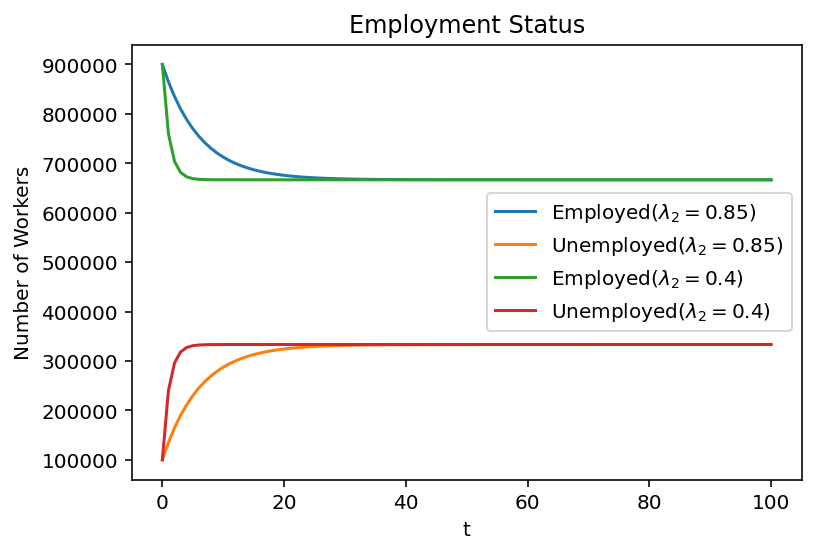 Employment Status
900000
800000
700000
600000
500000
400000
300000
200000
100000
Number of Workers
Employed(λ₂ = 0.85)
Unemployed(λ₂ = 0.85)
Employed(λ₂ = 0.4)
Unemployed(λ₂ = 0.4)
0 20 40 60 80 100
t